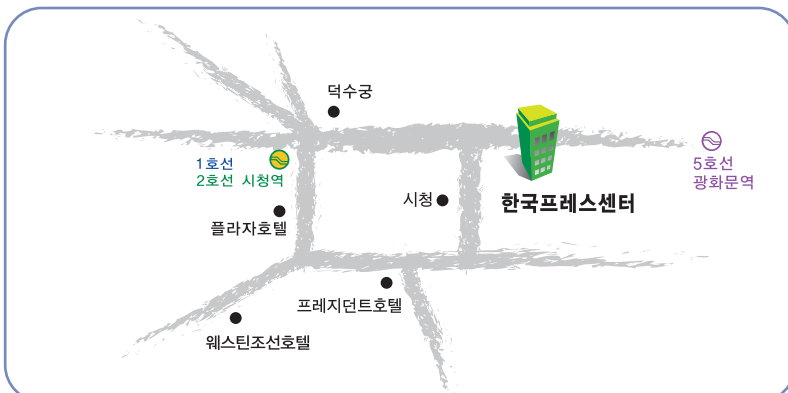 덕수궁
1호선
2호선 시청역
5호선
광화문역
시청
한국프레스센터
플라자호텔
프레지던트호텔
웨스틴조선호텔